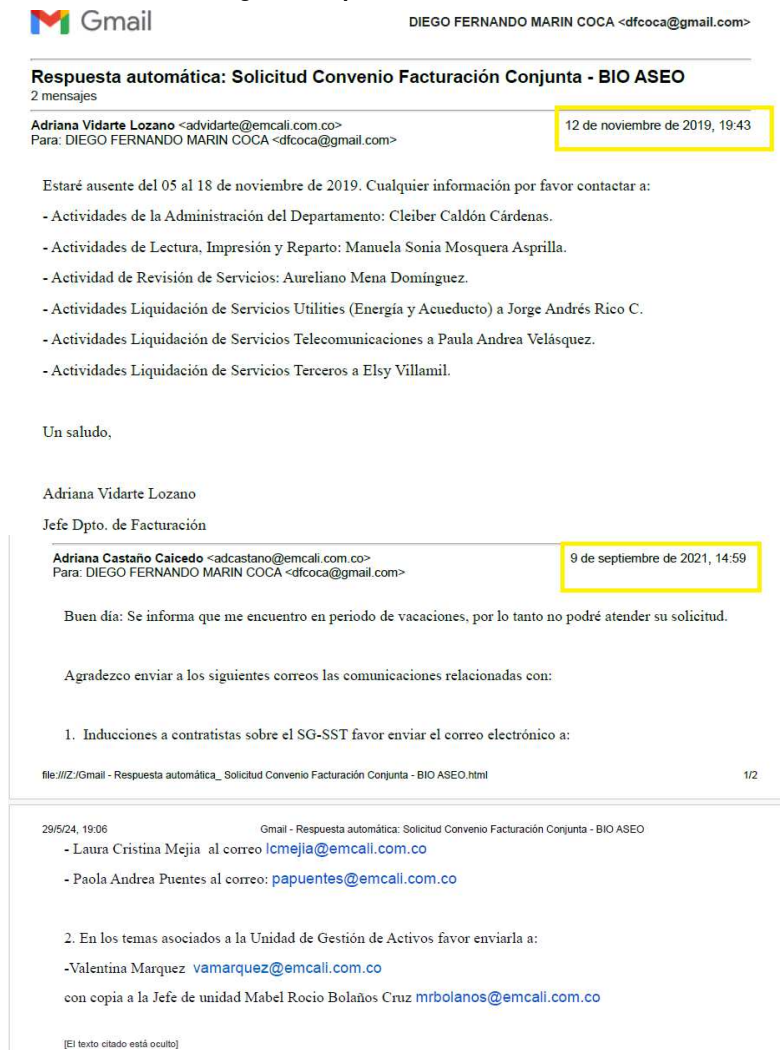 Gmail
DIEGO FERNANDO MARIN COCA <dfcoca@gmail.com>
Respuesta automática: Solicitud Convenio Facturación Conjunta - BIO ASEO
2 mensajes
Adriana Vidarte Lozano <advidarte@emcali.com.co>
12 de noviembre de 2019, 19:43
Para: DIEGO FERNANDO MARIN COCA <dfcoca@gmail.com>
Estaré ausente del 05 al 18 de noviembre de 2019. Cualquier información por favor contactar a:
- Actividades de la Administración del Departamento: Cleiber Caldón Cárdenas.
- Actividades de Lectura, Impresión y Reparto: Manuela Sonia Mosquera Asprilla.
- Actividad de Revisión de Servicios: Aureliano Mena Domínguez.
- Actividades Liquidación de Servicios Utilities (Energía y Acueducto) a Jorge Andrés Rico C.
- Actividades Liquidación de Servicios Telecomunicaciones a Paula Andrea Velásquez.
- Actividades Liquidación de Servicios Terceros a Elsy Villamil.
Un saludo,
Adriana Vidarte Lozano
Jefe Dpto. de Facturación
Adriana Castaño Caicedo <adcastano@emcali.com.co>
9 de septiembre de 2021, 14:59
Para: DIEGO FERNANDO MARIN COCA <dfcoca@gmail.com>
Buen día: Se informa que me encuentro en periodo de vacaciones, por lo tanto no podré atender su solicitud.
Agradezco enviar a los siguientes correos las comunicaciones relacionadas con:
1. Inducciones a contratistas sobre el SG-SST favor enviar el correo electrónico a:
file:///Z:/Gmail - Respuesta automática_ Solicitud Convenio Facturación Conjunta - BIO ASEO.html
1/2
29/5/24, 19:06
Gmail - Respuesta automática: Solicitud Convenio Facturación Conjunta - BIO ASEO
- Laura Cristina Mejia al correo lcmejia@emcali.com.co
- Paola Andrea Puentes al correo: papuentes@emcali.com.co
2. En los temas asociados a la Unidad de Gestión de Activos favor enviarla a:
-Valentina Marquez vamarquez@emcali.com.co
con copia a la Jefe de unidad Mabel Rocio Bolaños Cruz mrbolanos@emcali.com.co
[El texto citado está oculto]